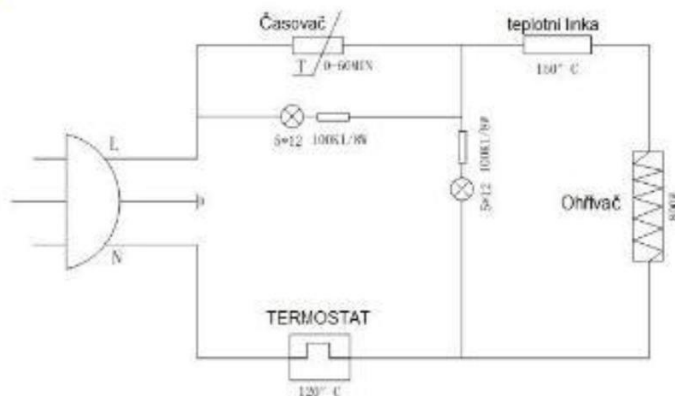 Časovač
teplotní linka
T 0-60MIN
150° C
5*12 100K1/8W
L
5*12 100K1/8W
Ohřívač
N
TERMOSTAT
120° C